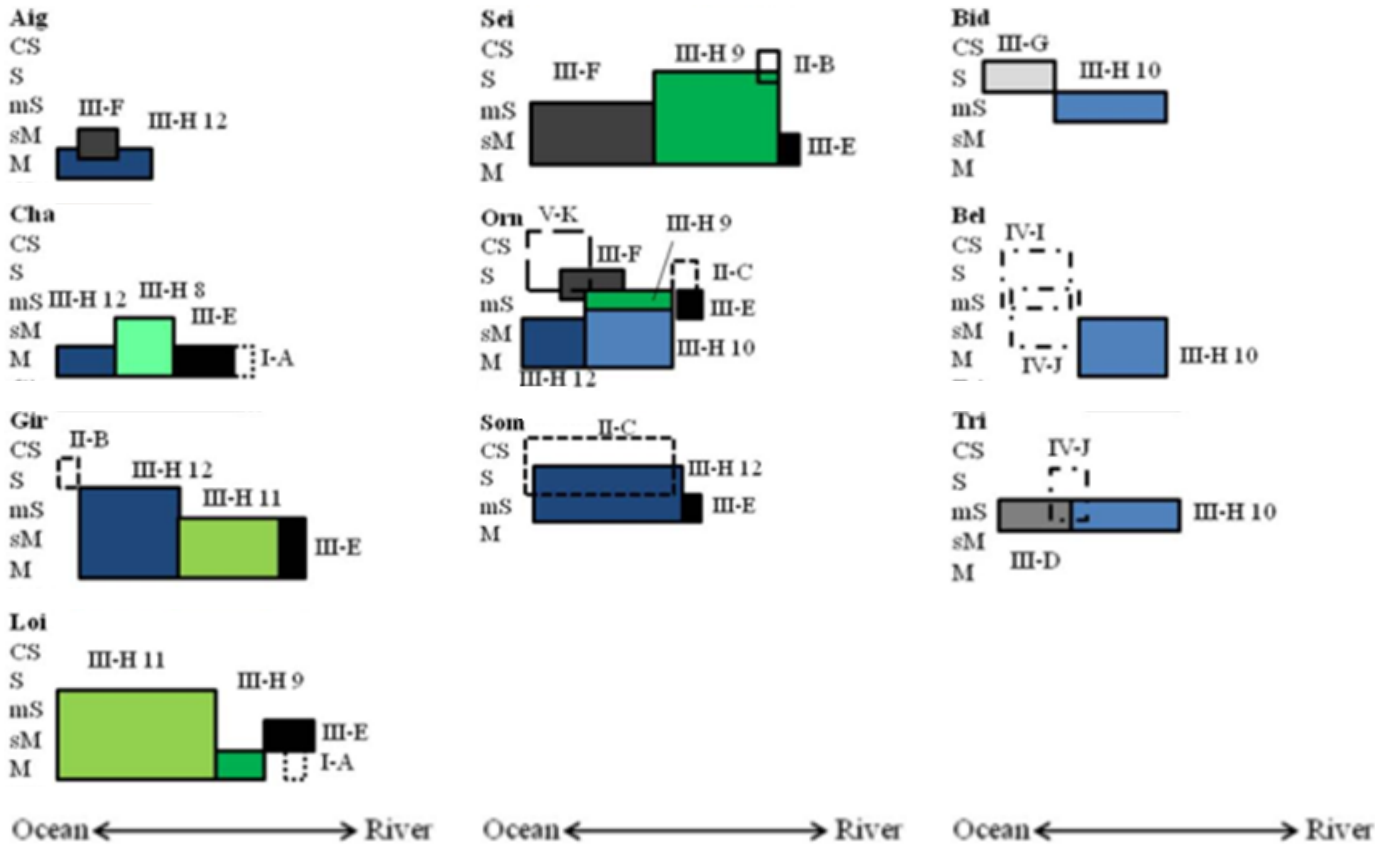 Aig
CS
S
mS
sM
M
III-F
III-H 12
Sei
CS
S
mS
sM
M
III-F
III-H 9
II-B
III-E
Bid
CS
S
mS
sM
M
III-G
III-H 10
Cha
CS
S
mS
sM
M
III-H 12
III-H 8
III-E
I-A
Orn
CS
S
mS
sM
M
V-K
III-F
III-H 9
II-C
III-E
III-H 10
III-H 12
Bel
CS
S
mS
sM
M
IV-I
IV-J
III-H 10
Gir
CS
S
mS
sM
M
II-B
III-H 12
III-H 11
III-E
Som
CS
S
mS
M
II-C
III-H 12
III-E
Tri
CS
S
mS
sM
M
IV-J
III-H 10
III-D
Loi
CS
S
mS
sM
M
III-H 11
III-H 9
III-E
I-A
Ocean River
Ocean River
Ocean River